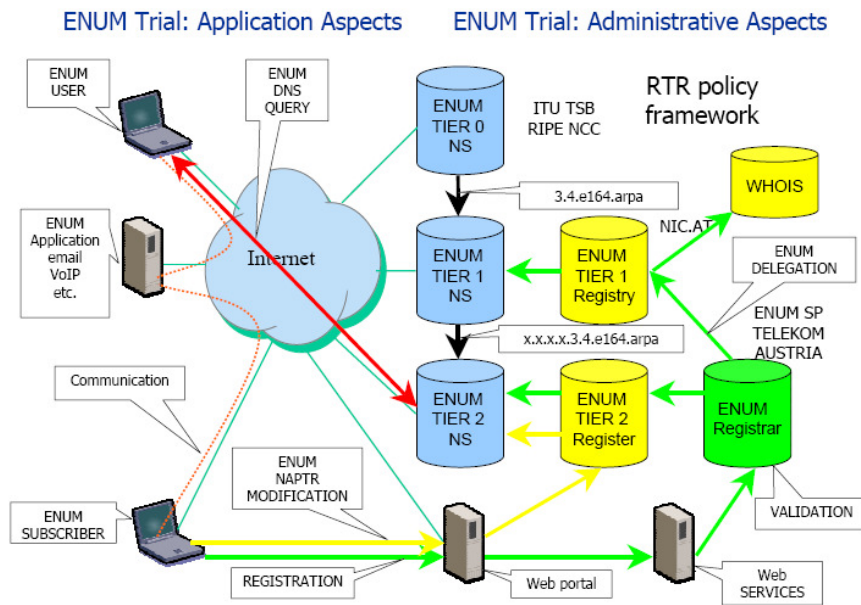 ENUM Trial: Application Aspects
ENUM Trial: Administrative Aspects
ENUM
USER
ENUM
DNS
QUERY
ENUM
TIER 0
NS
ITU TSB
RIPE NCC
RTR policy
framework
3.4.e164.arpa
WHOIS
NIC.AT
ENUM
Application
email
VoIP
etc.
Internet
ENUM
TIER 1
NS
ENUM
TIER 1
Registry
ENUM
DELEGATION
x.x.x.x.3.4.e164.arpa
ENUM SP
TELEKOM
AUSTRIA
Communication
ENUM
TIER 2
NS
ENUM
TIER 2
Register
ENUM
Registrar
ENUM
NAPTR
MODIFICATION
VALIDATION
ENUM
SUBSCRIBER
REGISTRATION
Web portal
Web
SERVICES